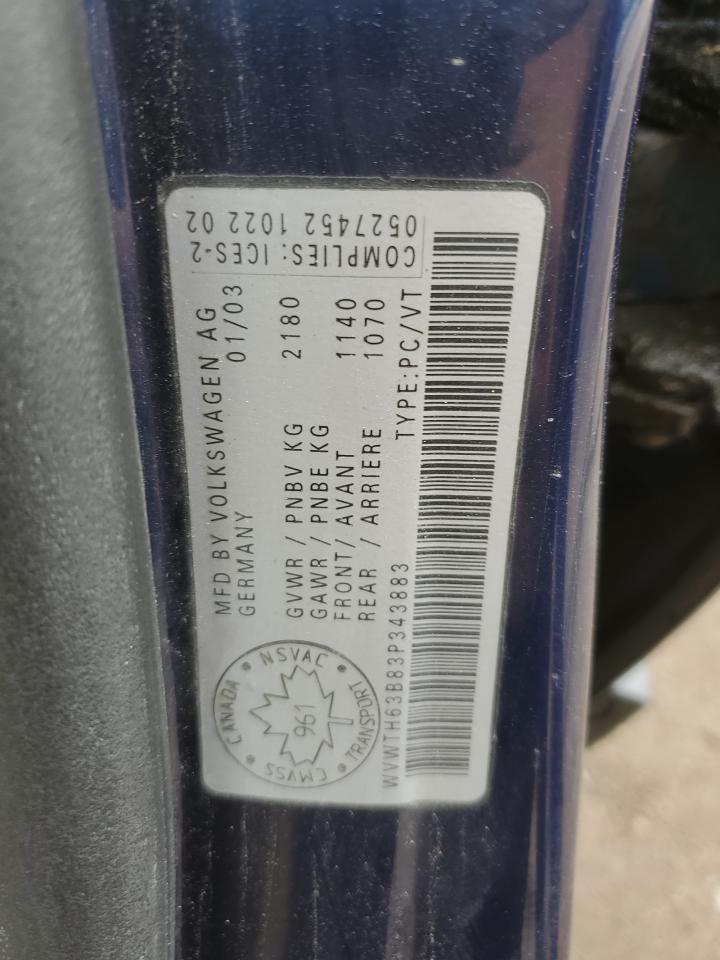 MFD BY VOLKSWAGEN AG
GERMANY 01/03
GVWR / PNBV KG 2180
GAWR / PNBE KG
FRONT/ AVANT 1140
REAR / ARRIERE 1070
TYPE:PC/VT
WVWTH63B83P343883
COMPLIES: ICES-2
0527452 1022 02
CANADA • NSVAC • TRANSPORT • CMVSS •
961